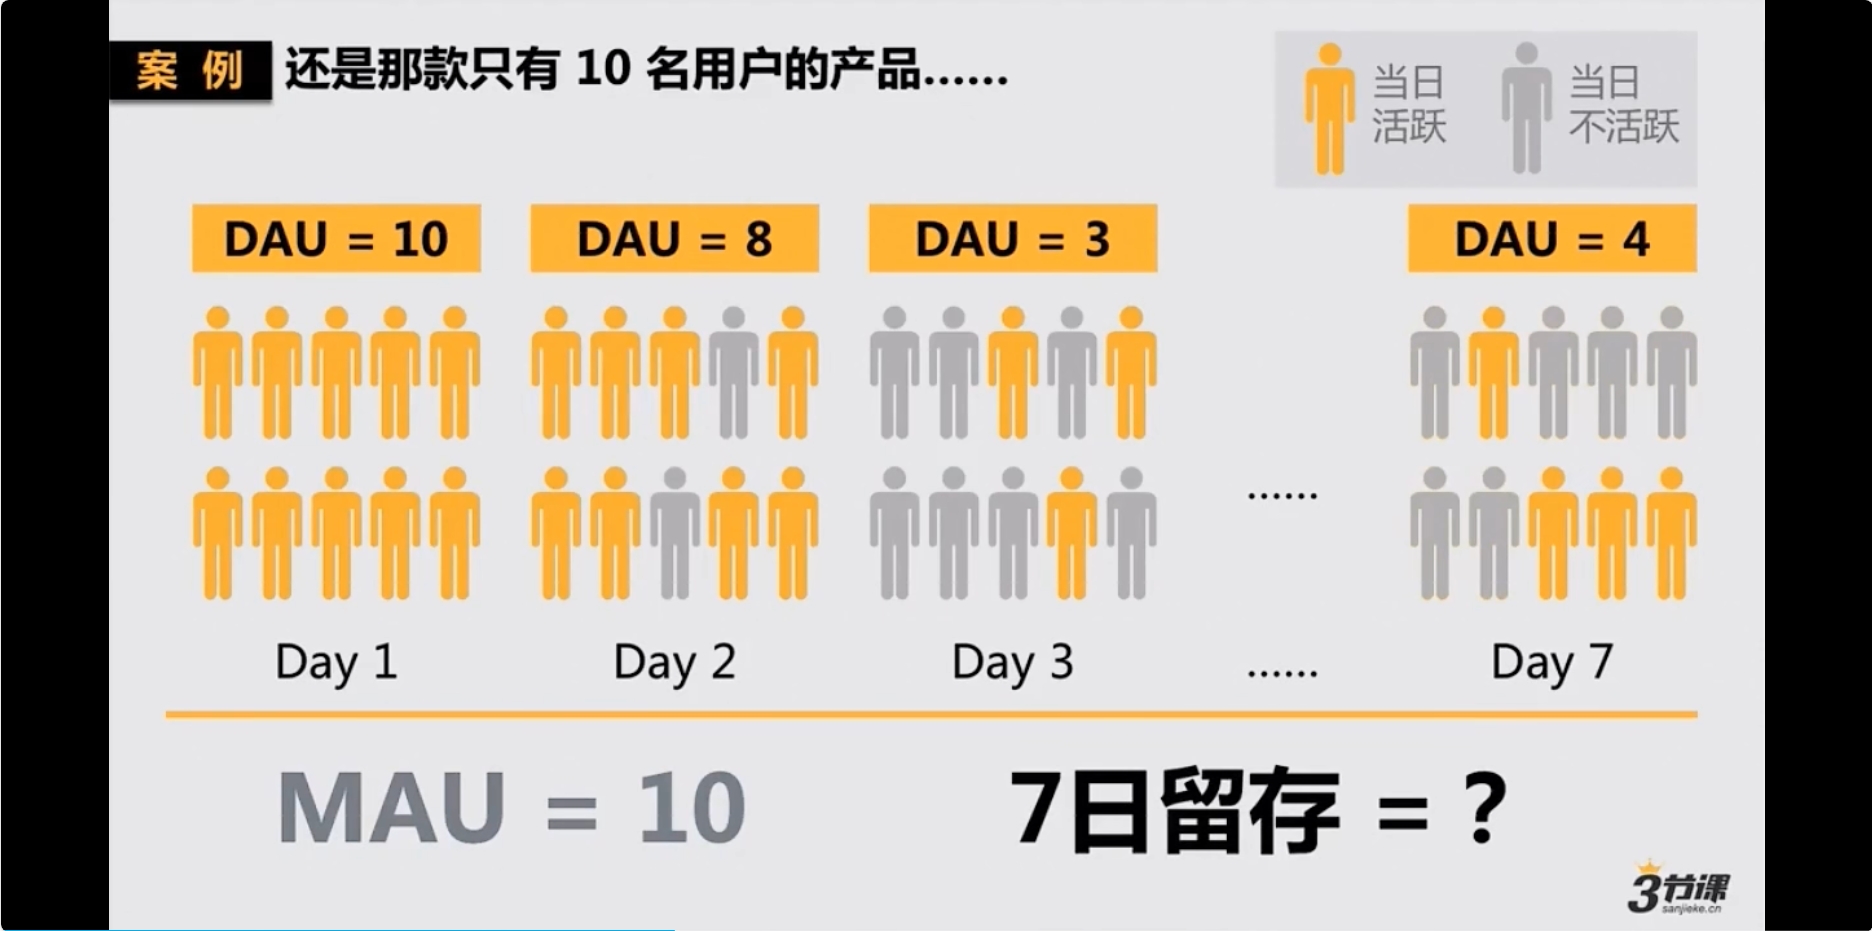 案 例
还是那款只有 10 名用户的产品......
当日
活跃
当日
不活跃
DAU = 10
DAU = 8
DAU = 3
DAU = 4
......
Day 1
Day 2
Day 3
......
Day 7
MAU = 10
7日留存 = ?
3节课
sanjieke.cn